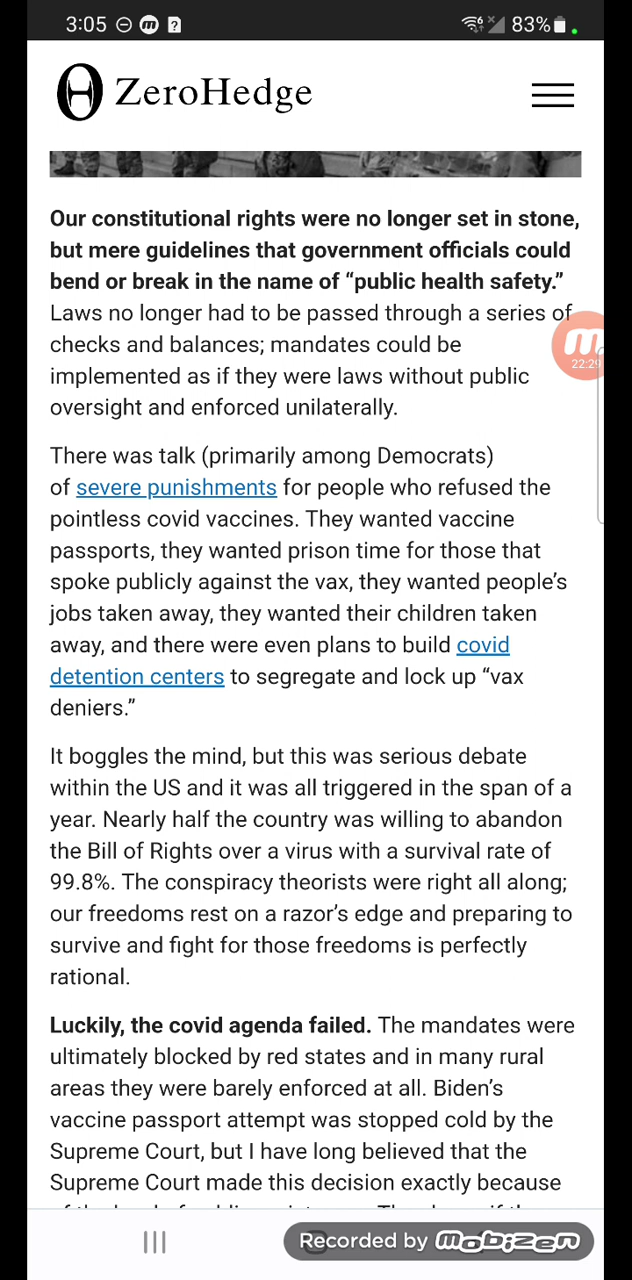 3:05 m ? 6 83%
ZeroHedge
Our constitutional rights were no longer set in stone,
but mere guidelines that government officials could
bend or break in the name of “public health safety.”
Laws no longer had to be passed through a series of
checks and balances; mandates could be
implemented as if they were laws without public
oversight and enforced unilaterally.
m
22:29
There was talk (primarily among Democrats)
of severe punishments for people who refused the
pointless covid vaccines. They wanted vaccine
passports, they wanted prison time for those that
spoke publicly against the vax, they wanted people’s
jobs taken away, they wanted their children taken
away, and there were even plans to build covid
detention centers to segregate and lock up “vax
deniers.”
It boggles the mind, but this was serious debate
within the US and it was all triggered in the span of a
year. Nearly half the country was willing to abandon
the Bill of Rights over a virus with a survival rate of
99.8%. The conspiracy theorists were right all along;
our freedoms rest on a razor’s edge and preparing to
survive and fight for those freedoms is perfectly
rational.
Luckily, the covid agenda failed. The mandates were
ultimately blocked by red states and in many rural
areas they were barely enforced at all. Biden’s
vaccine passport attempt was stopped cold by the
Supreme Court, but I have long believed that the
Supreme Court made this decision exactly because
Recorded by mobizen